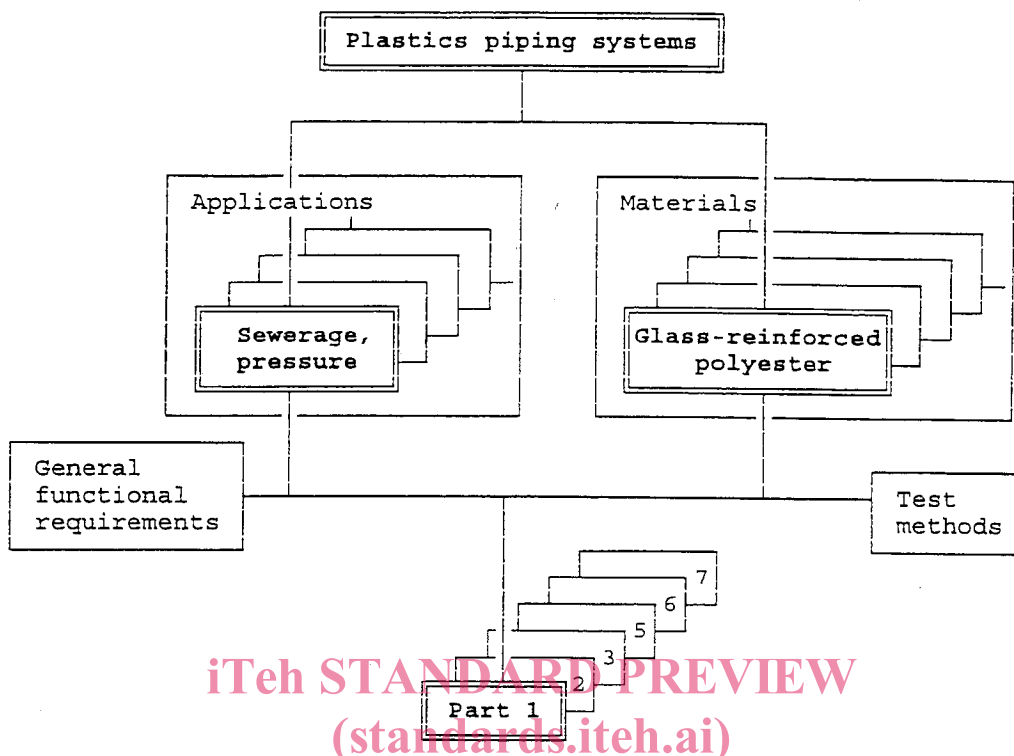 Plastics piping systems
Applications
Materials
Sewerage,
pressure
Glass-reinforced
polyester
General
functional
requirements
Test
methods
7
6
5
3
2
Part 1
iTeh STANDARD PREVIEW
(standards.iteh.ai)